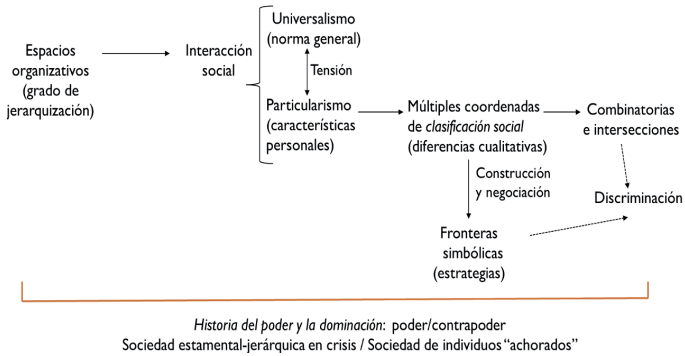 Espacios
organizativos
(grado de
jerarquización)
Interacción
social
Universalismo
(norma general)
Tensión
Particularismo
(características
personales)
Múltiples coordenadas
de clasificación social
(diferencias cualitativas)
Combinatorias
e intersecciones
Construcción
y negociación
Discriminación
Fronteras
simbólicas
(estrategias)
Historia del poder y la dominación: poder/contrapoder
Sociedad estamental-jerárquica en crisis / Sociedad de individuos “achorados”